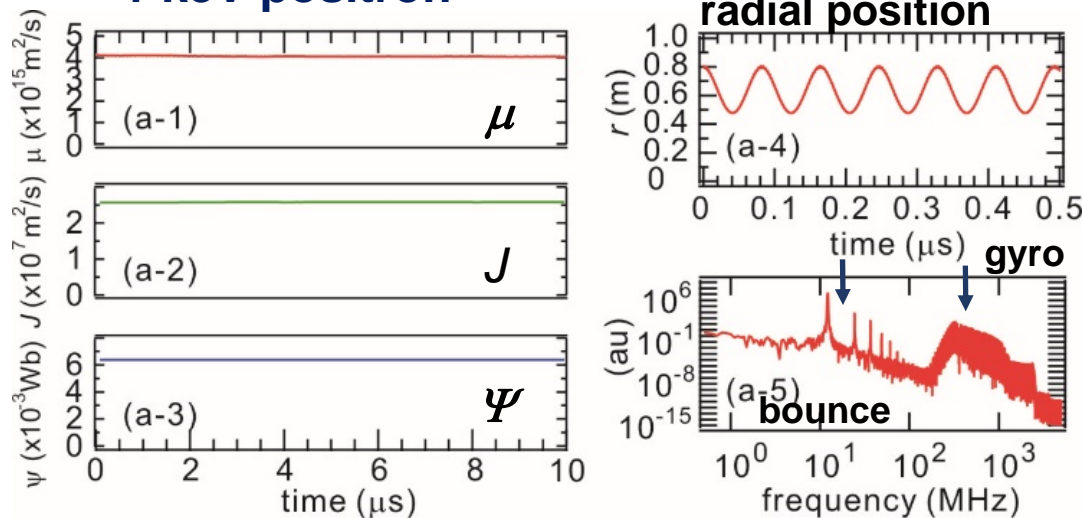 radial position
μ (x10^15 m^2/s)
5
4
3
2
1
0
(a-1)
μ
J (x10^7 m^2/s)
2
1
0
(a-2)
J
ψ (x10^-3 Wb)
6
4
2
0
(a-3)
Ψ
0 2 4 6 8 10
time (μs)
r (m)
1.0
0.8
0.6
0.4
0.2
0
(a-4)
0 0.1 0.2 0.3 0.4 0.5
time (μs)
gyro
(au)
10^6
10^-1
10^-8
10^-15
(a-5)
bounce
10^0 10^1 10^2 10^3
frequency (MHz)